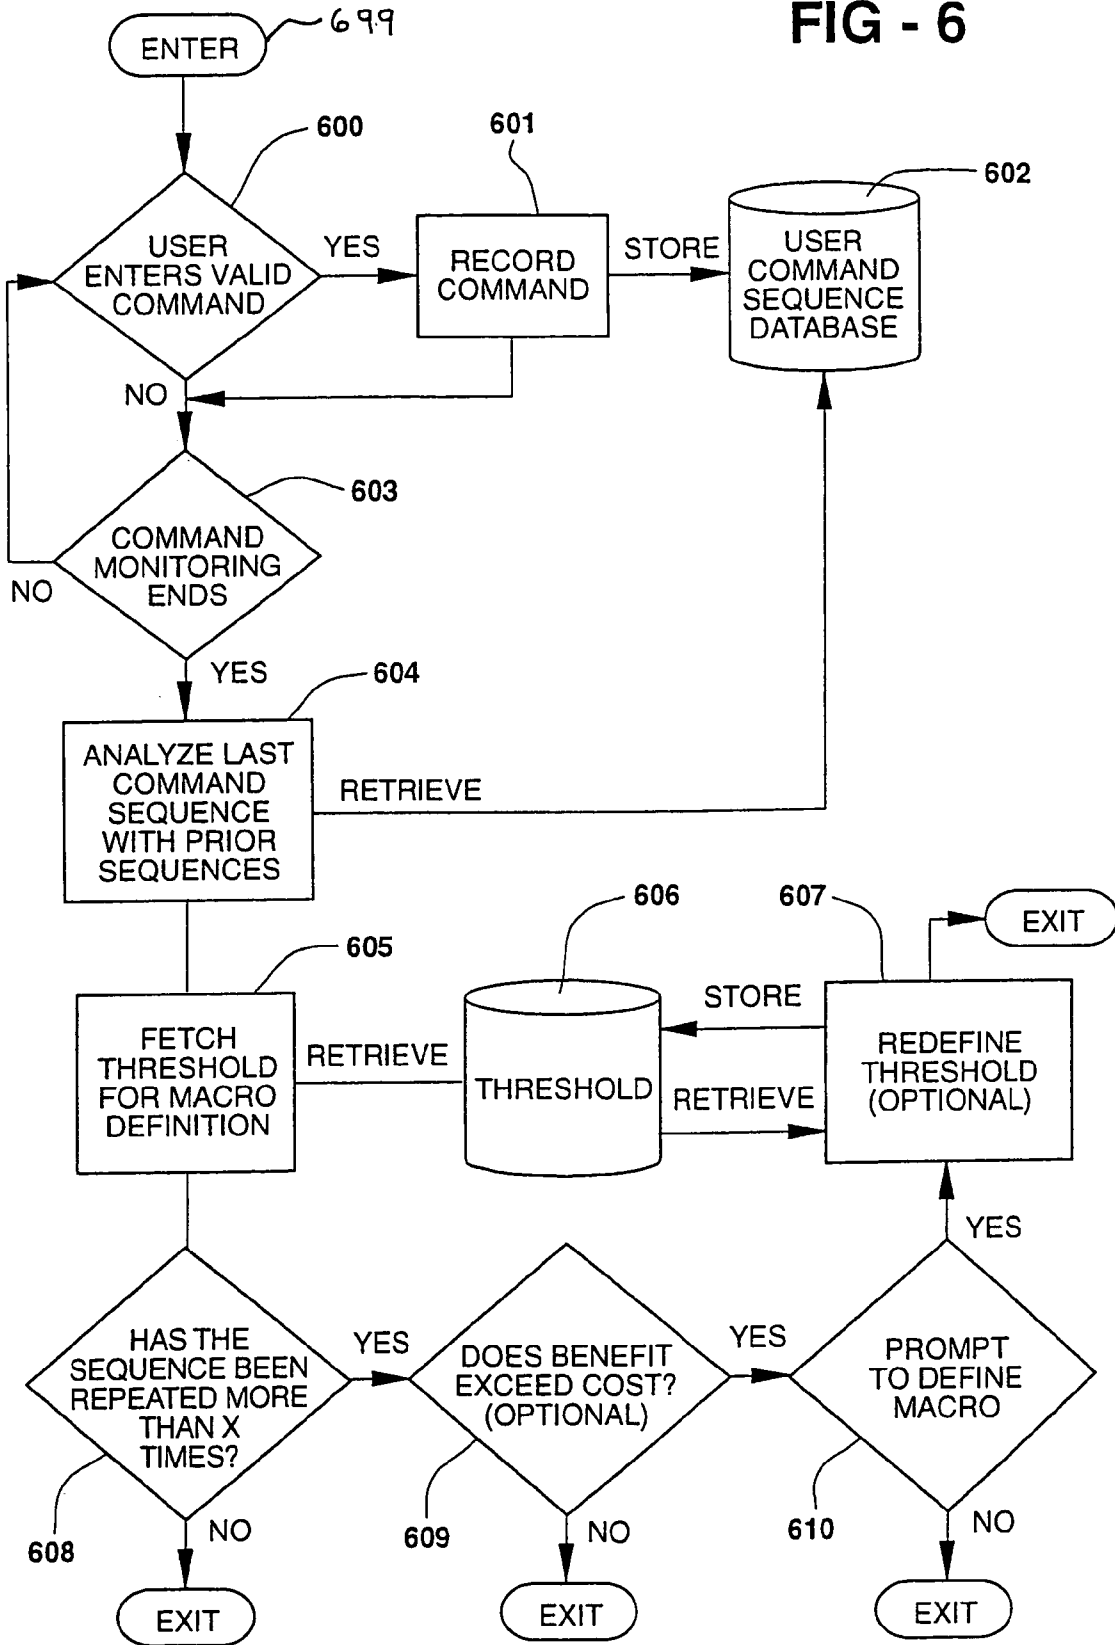 FIG - 6
ENTER
699
600
601
602
USER
ENTERS VALID
COMMAND
YES
RECORD
COMMAND
STORE
USER
COMMAND
SEQUENCE
DATABASE
NO
603
COMMAND
MONITORING
ENDS
NO
YES
604
ANALYZE LAST
COMMAND
SEQUENCE
WITH PRIOR
SEQUENCES
RETRIEVE
605
606
607
EXIT
FETCH
THRESHOLD
FOR MACRO
DEFINITION
RETRIEVE
THRESHOLD
STORE
RETRIEVE
REDEFINE
THRESHOLD
(OPTIONAL)
YES
HAS THE
SEQUENCE BEEN
REPEATED MORE
THAN X
TIMES?
YES
DOES BENEFIT
EXCEED COST?
(OPTIONAL)
YES
PROMPT
TO DEFINE
MACRO
608
NO
609
NO
610
NO
EXIT
EXIT
EXIT